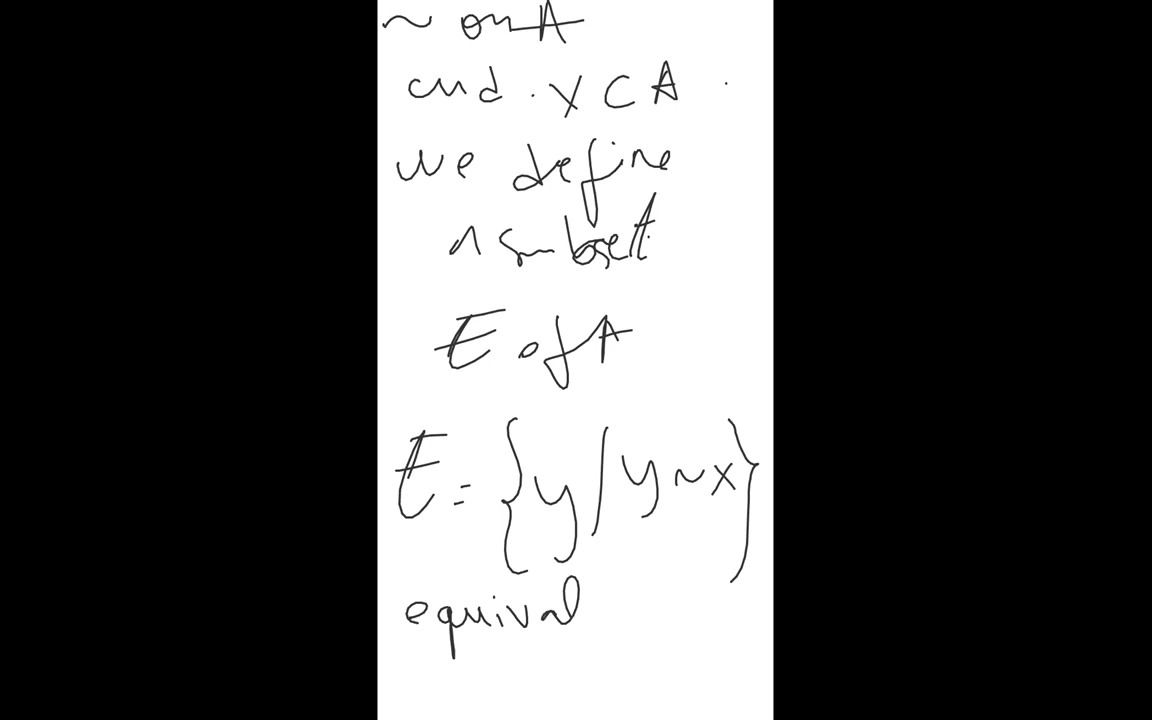 ~ on A
and . x ⊂ A .
we define
a subset
E of A
E = {y / y ~ x}
equival